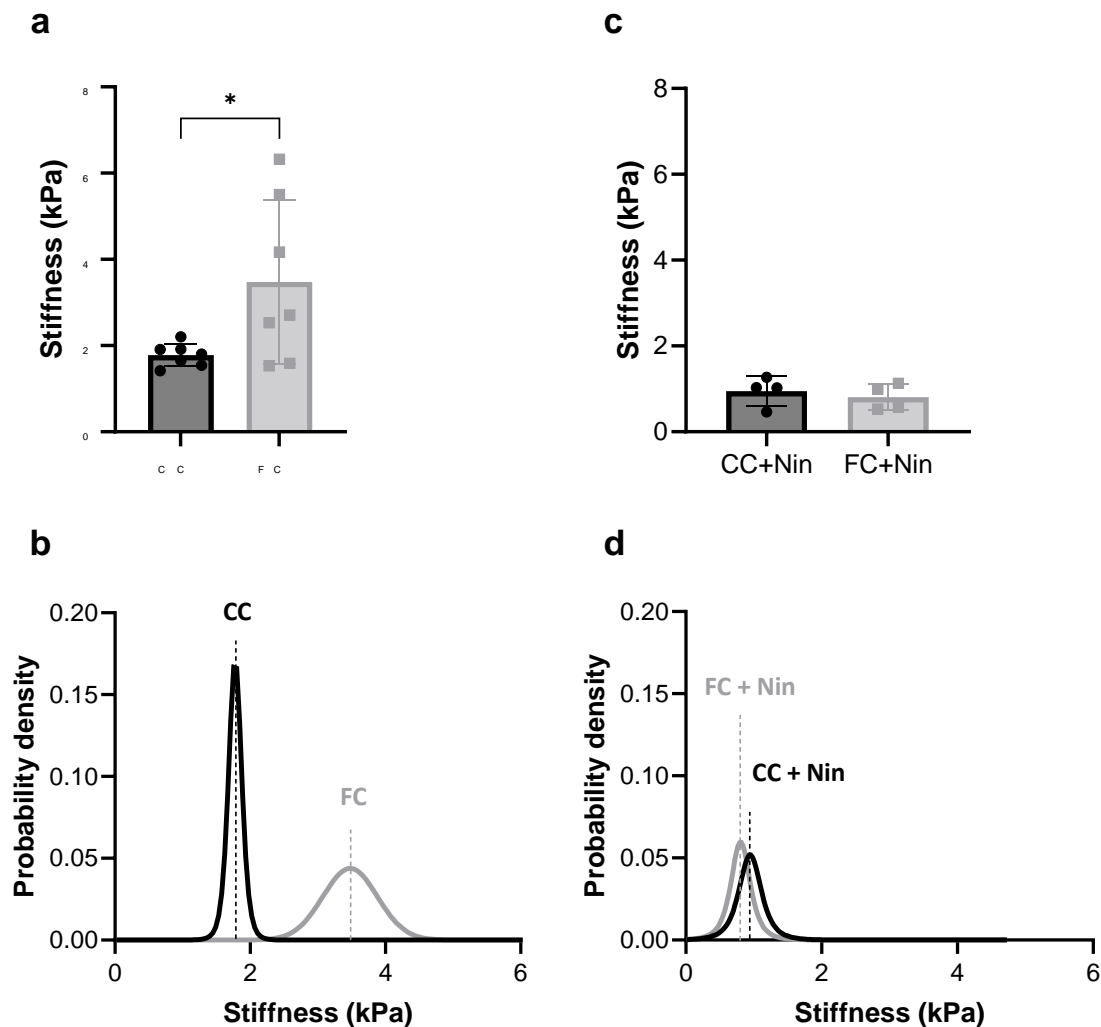 a
8
6
4
2
0
Stiffness (kPa)
*
C C
F C
c
8
6
4
2
0
Stiffness (kPa)
CC+Nin
FC+Nin
b
0.20
0.15
0.10
0.05
0.00
Probability density
CC
FC
0
2
4
6
Stiffness (kPa)
d
0.20
0.15
0.10
0.05
0.00
Probability density
FC + Nin
CC + Nin
0
2
4
6
Stiffness (kPa)